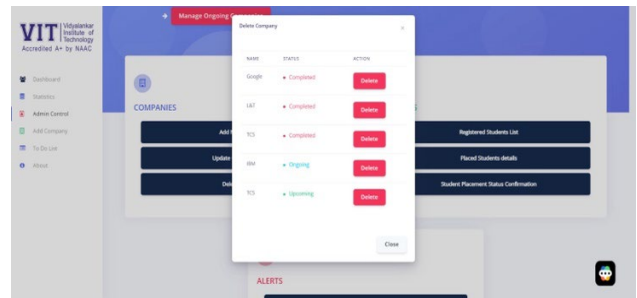 VIT
Vidyalankar
Institute of
Technology
Accredited A+ by NAAC
Dashboard
Statistics
Admin Control
Add Company
To Do List
About
Manage Ongoing
COMPANIES
Add
Update
Delete Company
NAME STATUS ACTION
Google Completed Delete
L&T Completed Delete
TCS Completed Delete
IBM Ongoing Delete
TCS Upcoming Delete
Close
Registered Students List
Placed Students details
Student Placement Status Confirmation
ALERTS